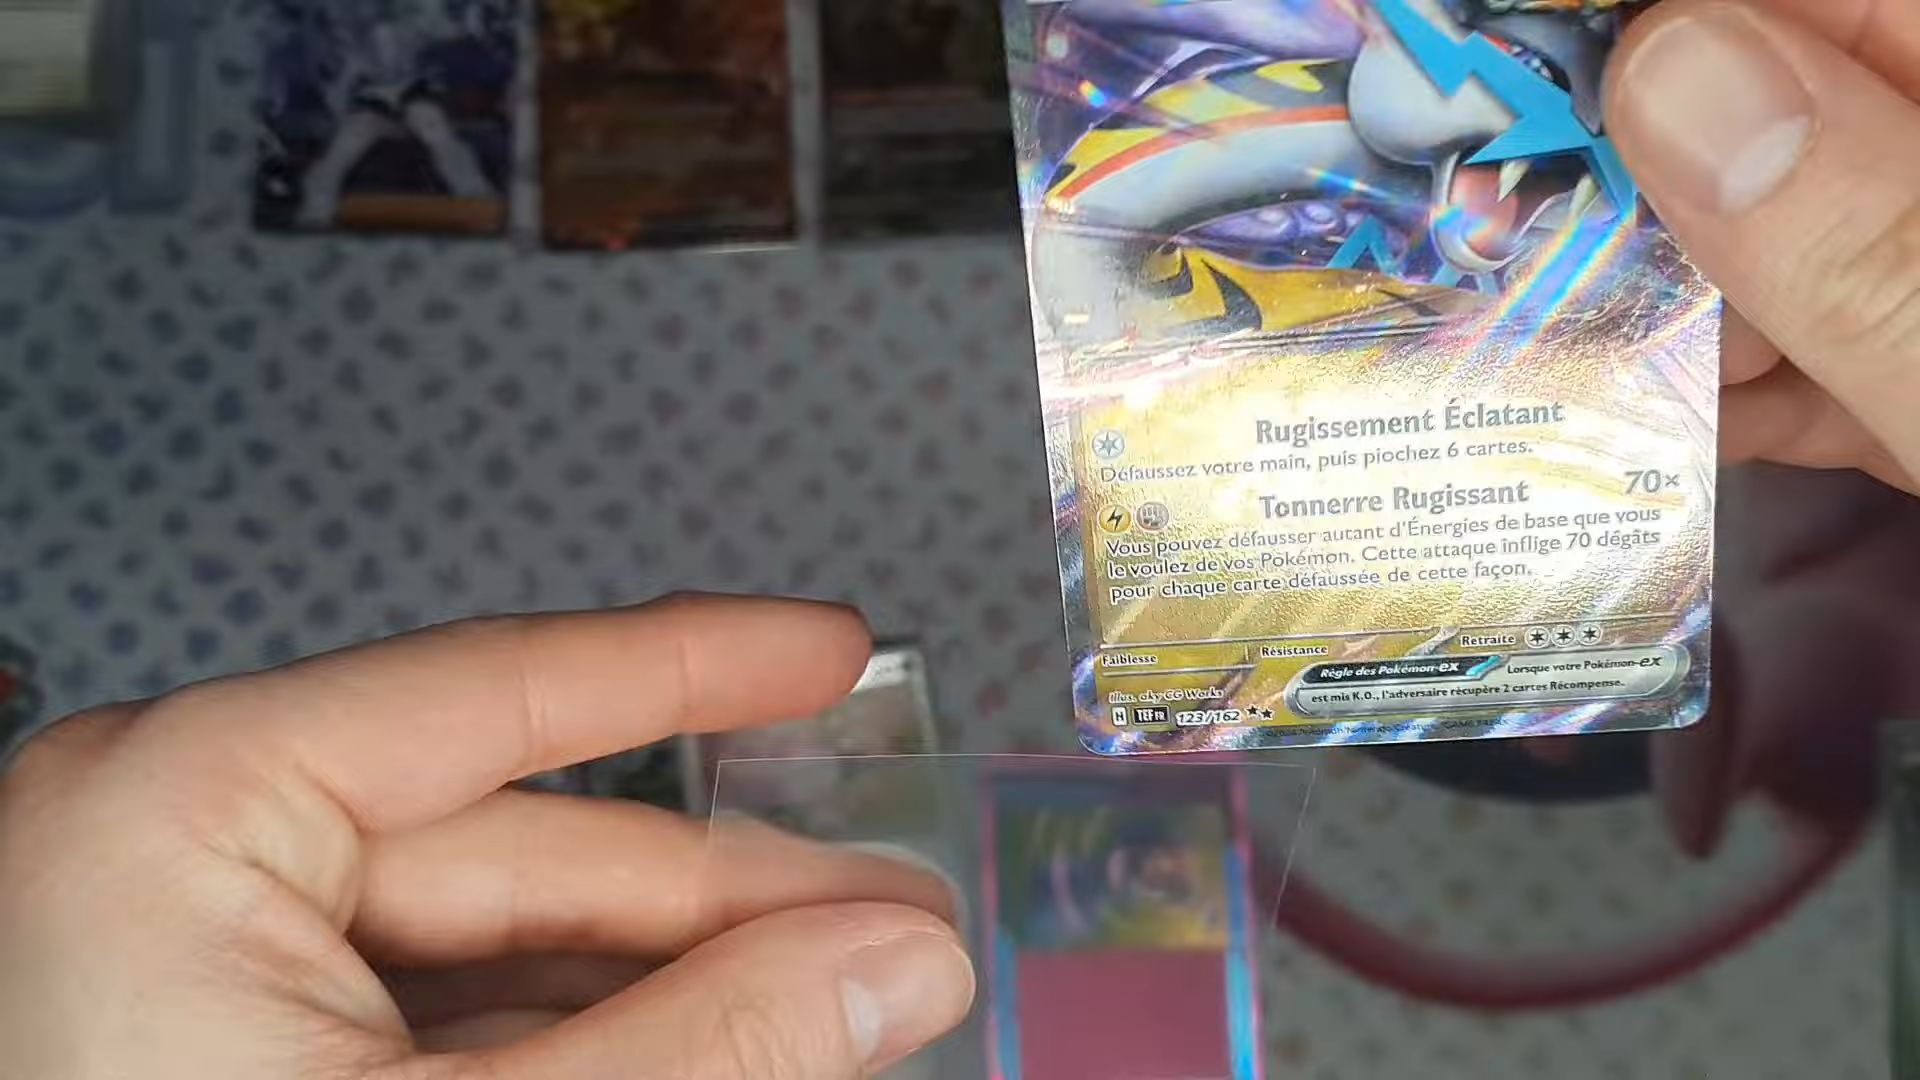 Rugissement Éclatant
Défaussez votre main, puis piochez 6 cartes.
Tonnerre Rugissant 70×
Vous pouvez défausser autant d'Énergies de base que vous
le voulez de vos Pokémon. Cette attaque inflige 70 dégâts
pour chaque carte défaussée de cette façon.
Faiblesse Résistance Retraite
Règle des Pokémon-ex Lorsque votre Pokémon-ex
est mis K.O., l'adversaire récupère 2 cartes Récompense.
Illus. aky CG Works
H TEF FR 123/162